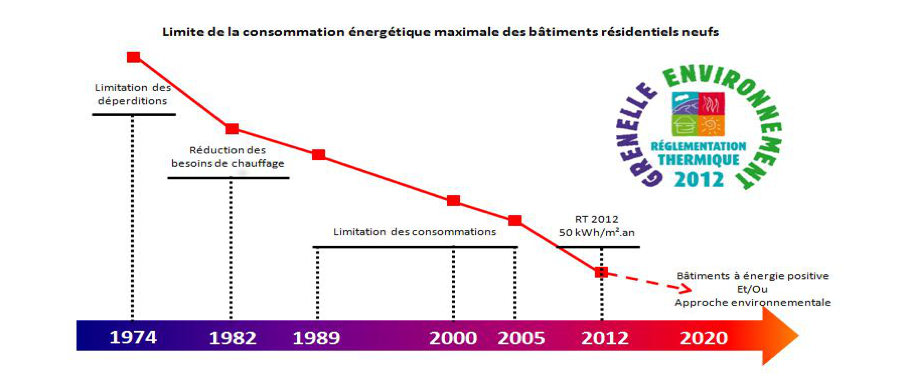 Limite de la consommation énergétique maximale des bâtiments résidentiels neufs
Limitation des
déperditions
Réduction des
besoins de chauffage
Limitation des consommations
RT 2012
50 kWh/m².an
GRENELLE ENVIRONNEMENT
RÉGLEMENTATION
THERMIQUE
2012
Bâtiments à énergie positive
Et/Ou
Approche environnementale
1974 1982 1989 2000 2005 2012 2020